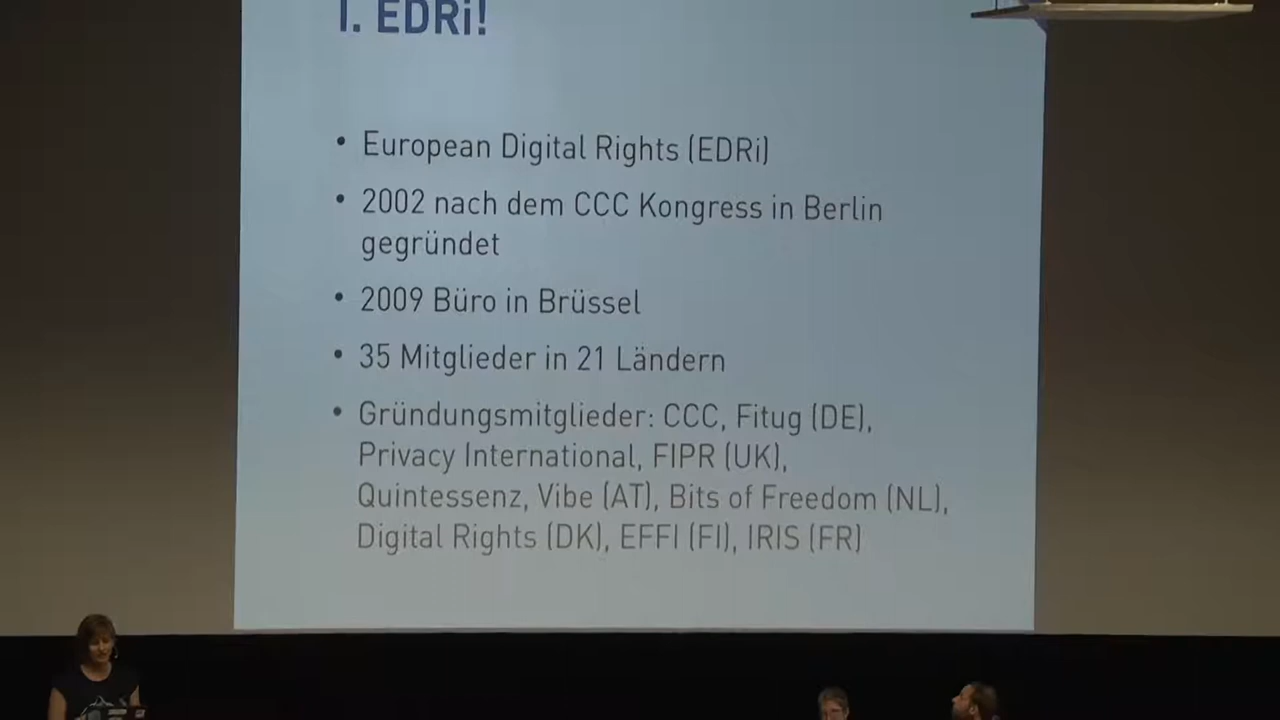 1. EDRi!
• European Digital Rights (EDRi)
• 2002 nach dem CCC Kongress in Berlin
gegründet
• 2009 Büro in Brüssel
• 35 Mitglieder in 21 Ländern
• Gründungsmitglieder: CCC, Fitug (DE),
Privacy International, FIPR (UK),
Quintessenz, Vibe (AT), Bits of Freedom (NL),
Digital Rights (DK), EFFI (FI), IRIS (FR)